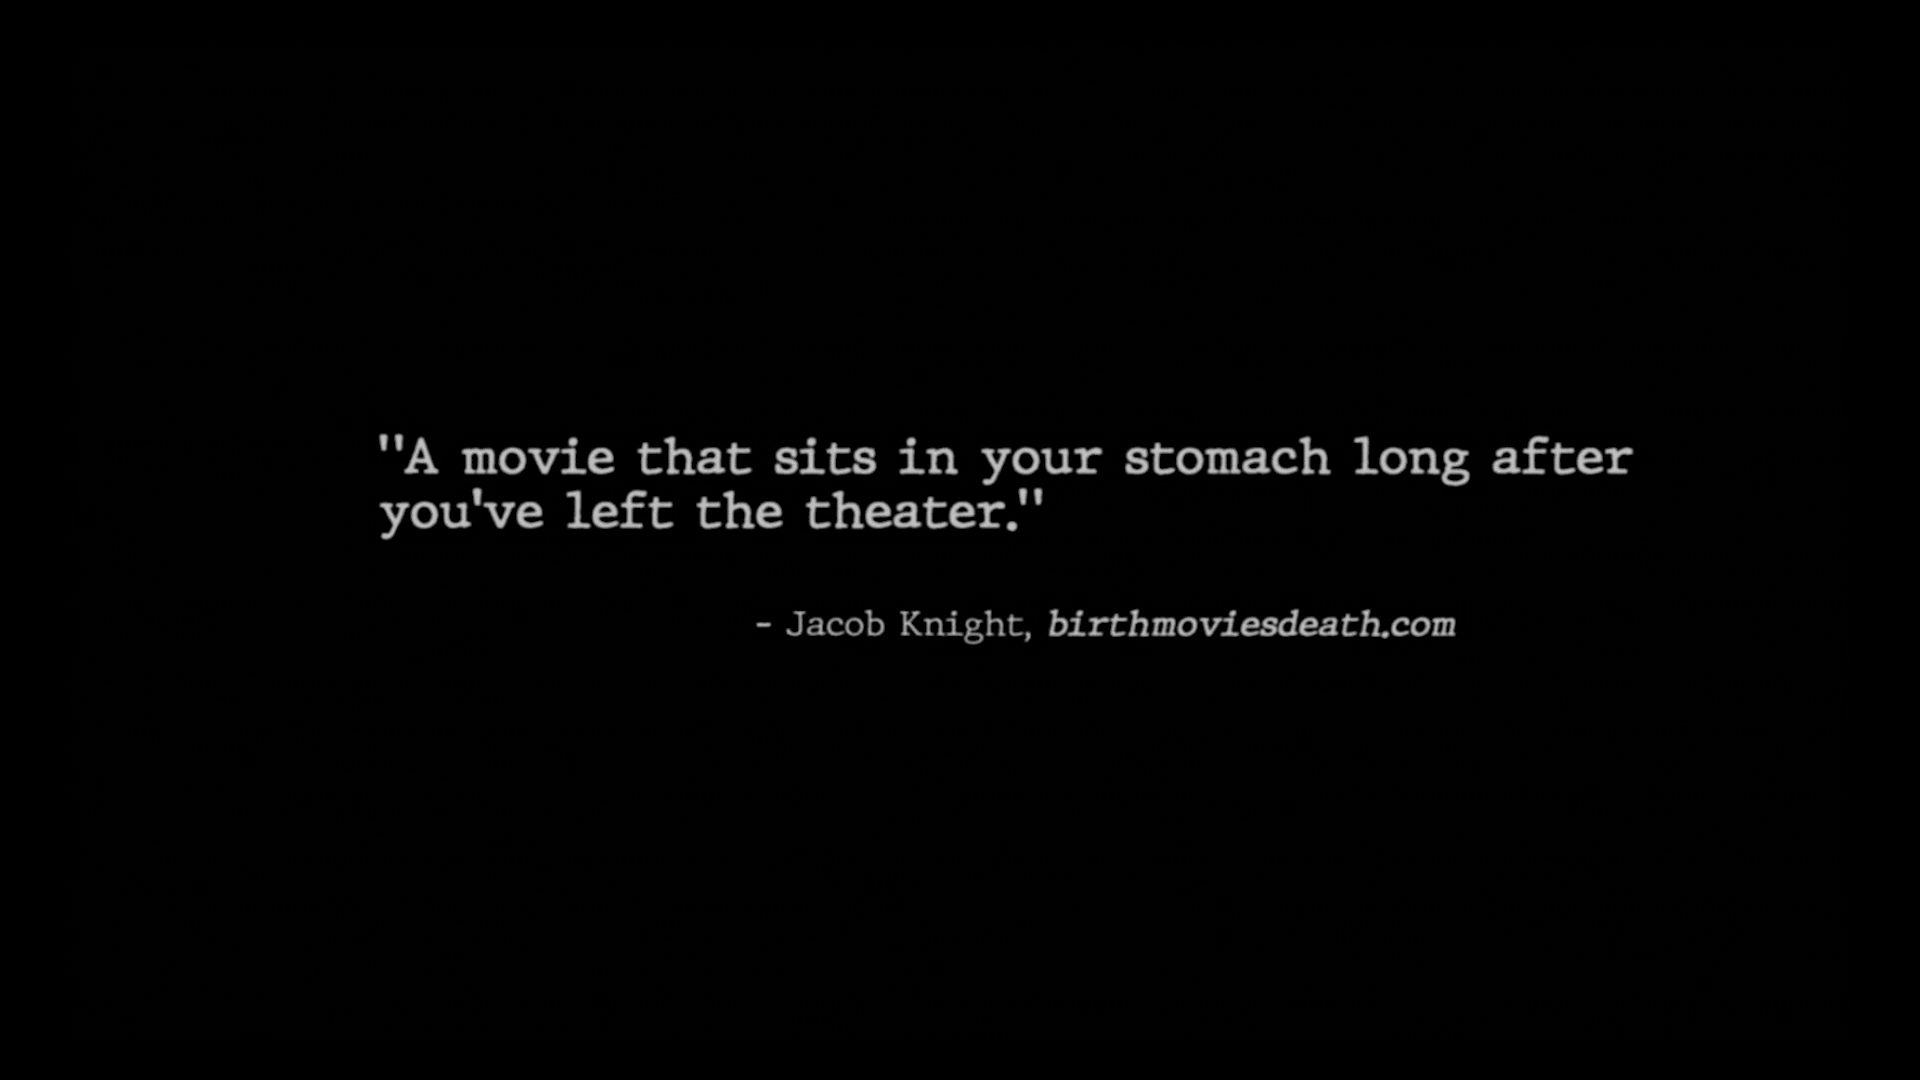 "A movie that sits in your stomach long after
you've left the theater."
- Jacob Knight, birthmoviesdeath.com